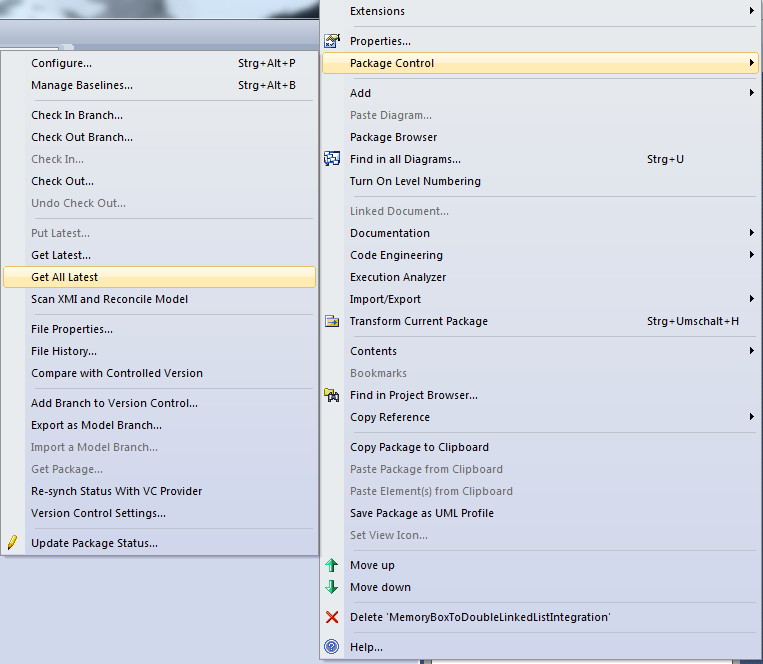 Configure... Strg+Alt+P
Manage Baselines... Strg+Alt+B
Check In Branch...
Check Out Branch...
Check In...
Check Out...
Undo Check Out...
Put Latest...
Get Latest...
Get All Latest
Scan XMI and Reconcile Model
File Properties...
File History...
Compare with Controlled Version
Add Branch to Version Control...
Export as Model Branch...
Import a Model Branch...
Get Package...
Re-synch Status With VC Provider
Version Control Settings...
Update Package Status...
Extensions
Properties...
Package Control
Add
Paste Diagram...
Package Browser
Find in all Diagrams... Strg+U
Turn On Level Numbering
Linked Document...
Documentation
Code Engineering
Execution Analyzer
Import/Export
Transform Current Package Strg+Umschalt+H
Contents
Bookmarks
Find in Project Browser...
Copy Reference
Copy Package to Clipboard
Paste Package from Clipboard
Paste Element(s) from Clipboard
Save Package as UML Profile
Set View Icon...
Move up
Move down
Delete 'MemoryBoxToDoubleLinkedListIntegration'
Help...